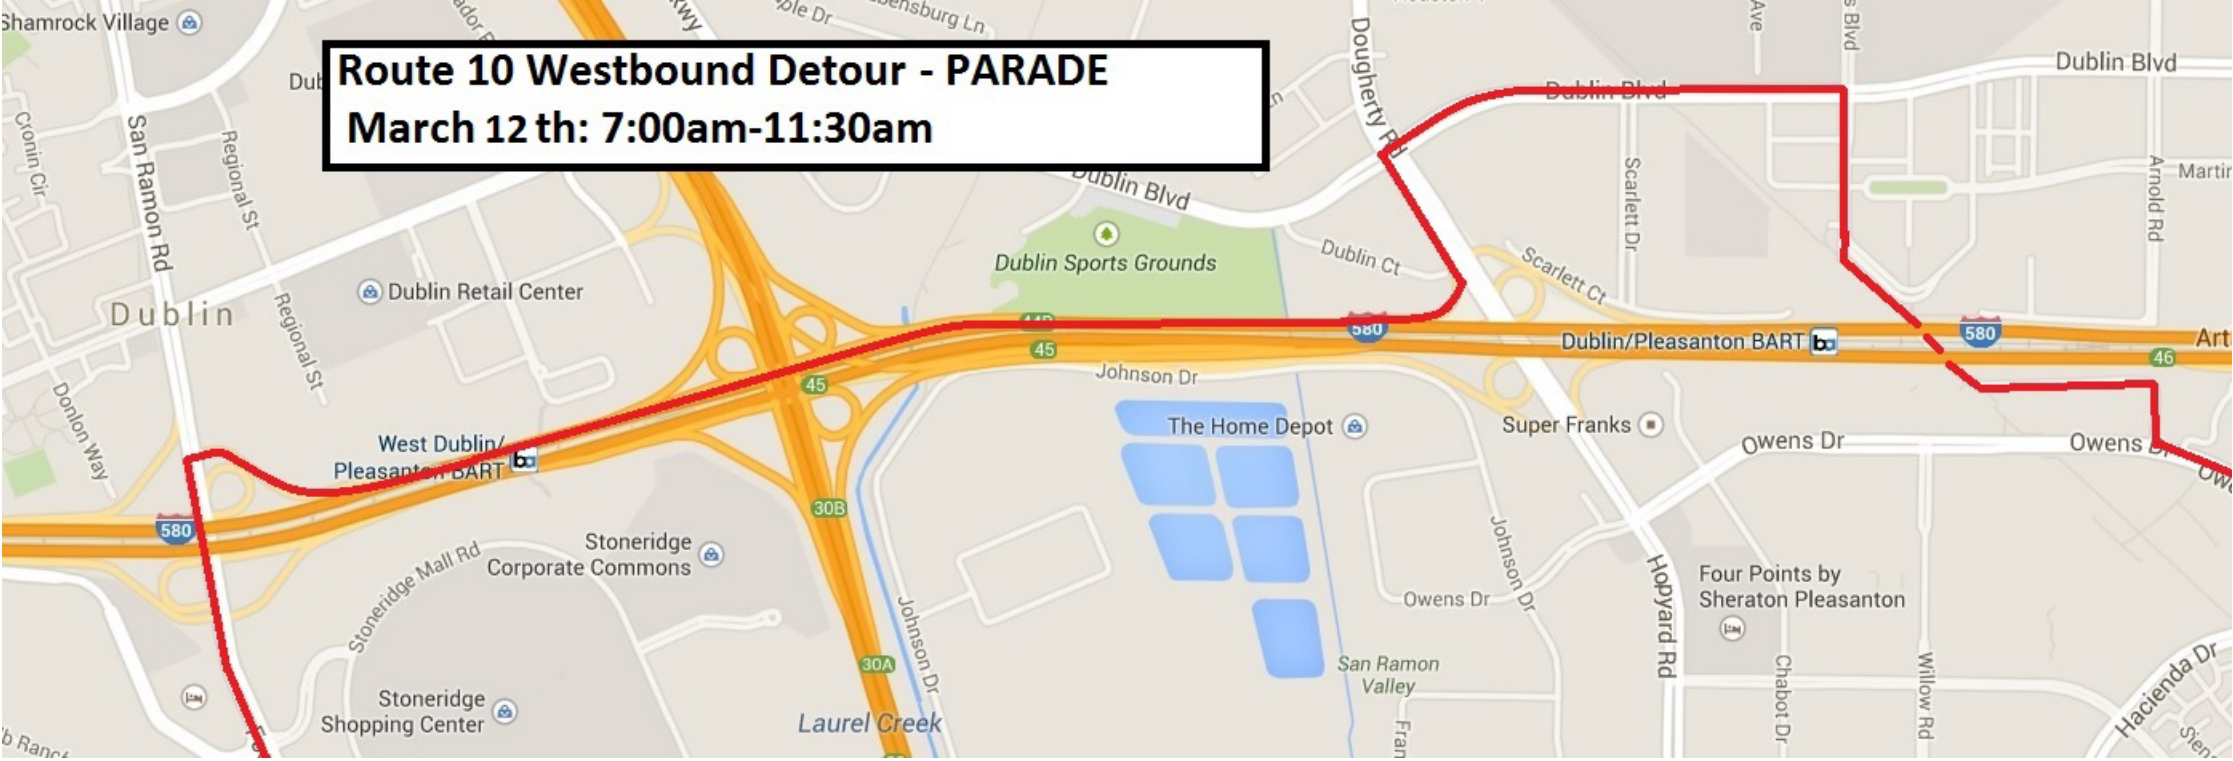 Shamrock Village
Route 10 Westbound Detour - PARADE
March 12 th: 7:00am-11:30am
Dublin Blvd
Dublin Blvd
Dublin Blvd
Dougherty Rd
San Ramon Rd
Regional St
Regional St
Cronin Cir
Donlon Way
Dublin
Dublin Retail Center
Dublin Sports Grounds
Dublin Ct
Scarlett Ct
Scarlett Dr
Arnold Rd
580
580
580
45
45
46
30B
30A
Dublin/Pleasanton BART
West Dublin/
Pleasanton BART
Johnson Dr
Johnson Dr
Johnson Dr
The Home Depot
Super Franks
Owens Dr
Owens Dr
Owens Dr
Stoneridge
Corporate Commons
Stoneridge Mall Rd
Stoneridge
Shopping Center
Laurel Creek
San Ramon
Valley
Hopyard Rd
Four Points by
Sheraton Pleasanton
Chabot Dr
Willow Rd
Hacienda Dr